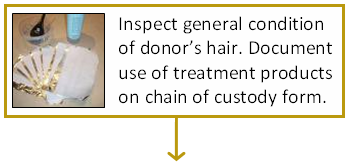 Inspect general condition
of donor's hair. Document
use of treatment products
on chain of custody form.